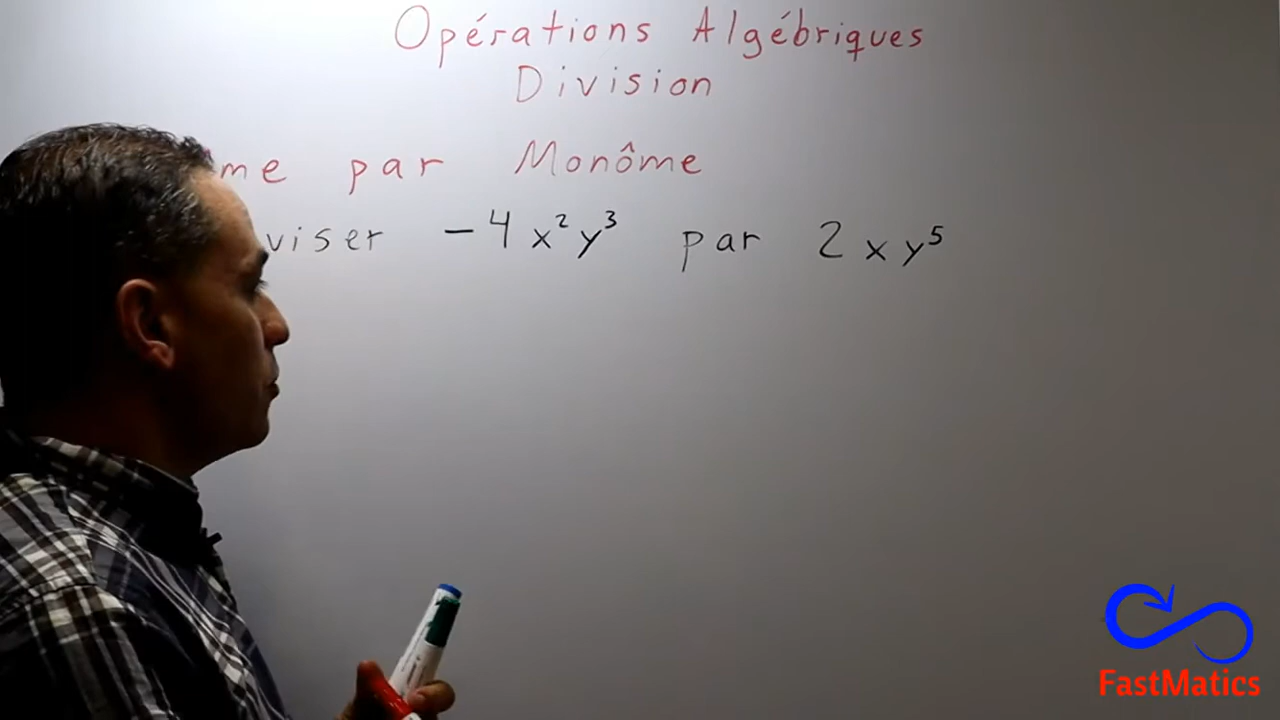 Opérations Algébriques
Division
me par Monôme
viser -4x²y³ par 2xy⁵
FastMatics